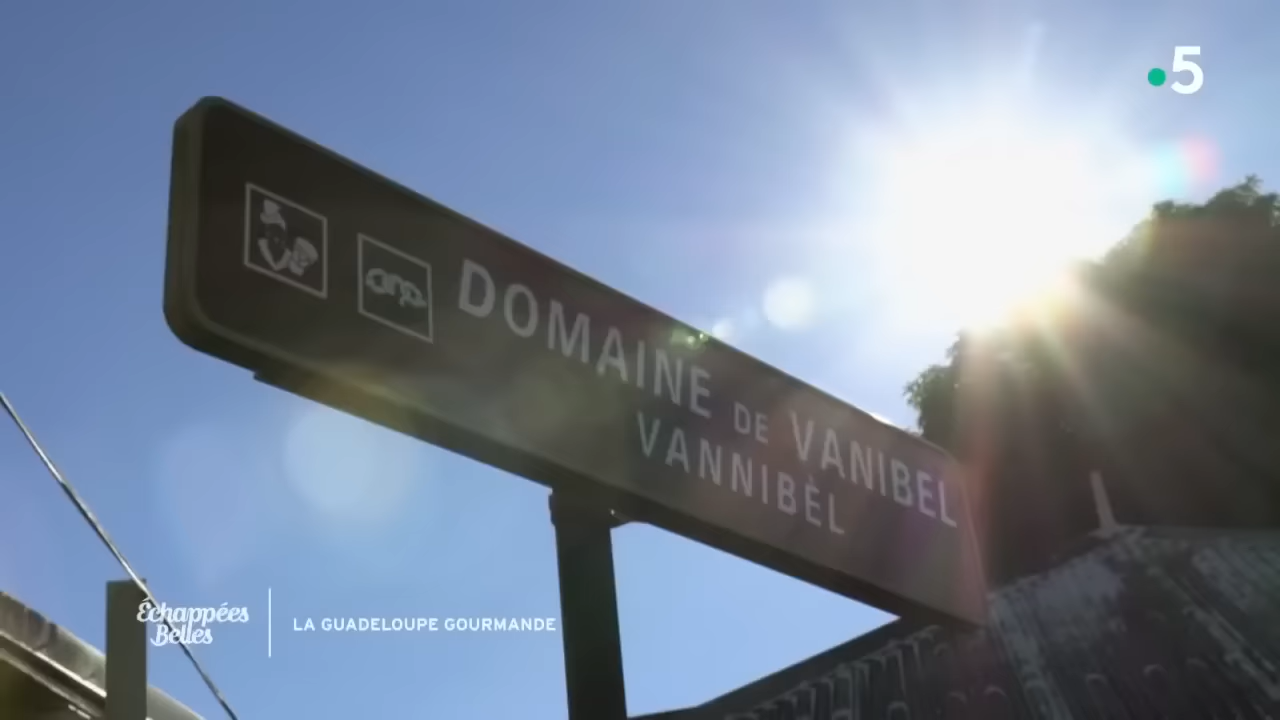 5
DOMAINE DE VANIBEL
VANNIBÈL
Échappées
Belles
LA GUADELOUPE GOURMANDE